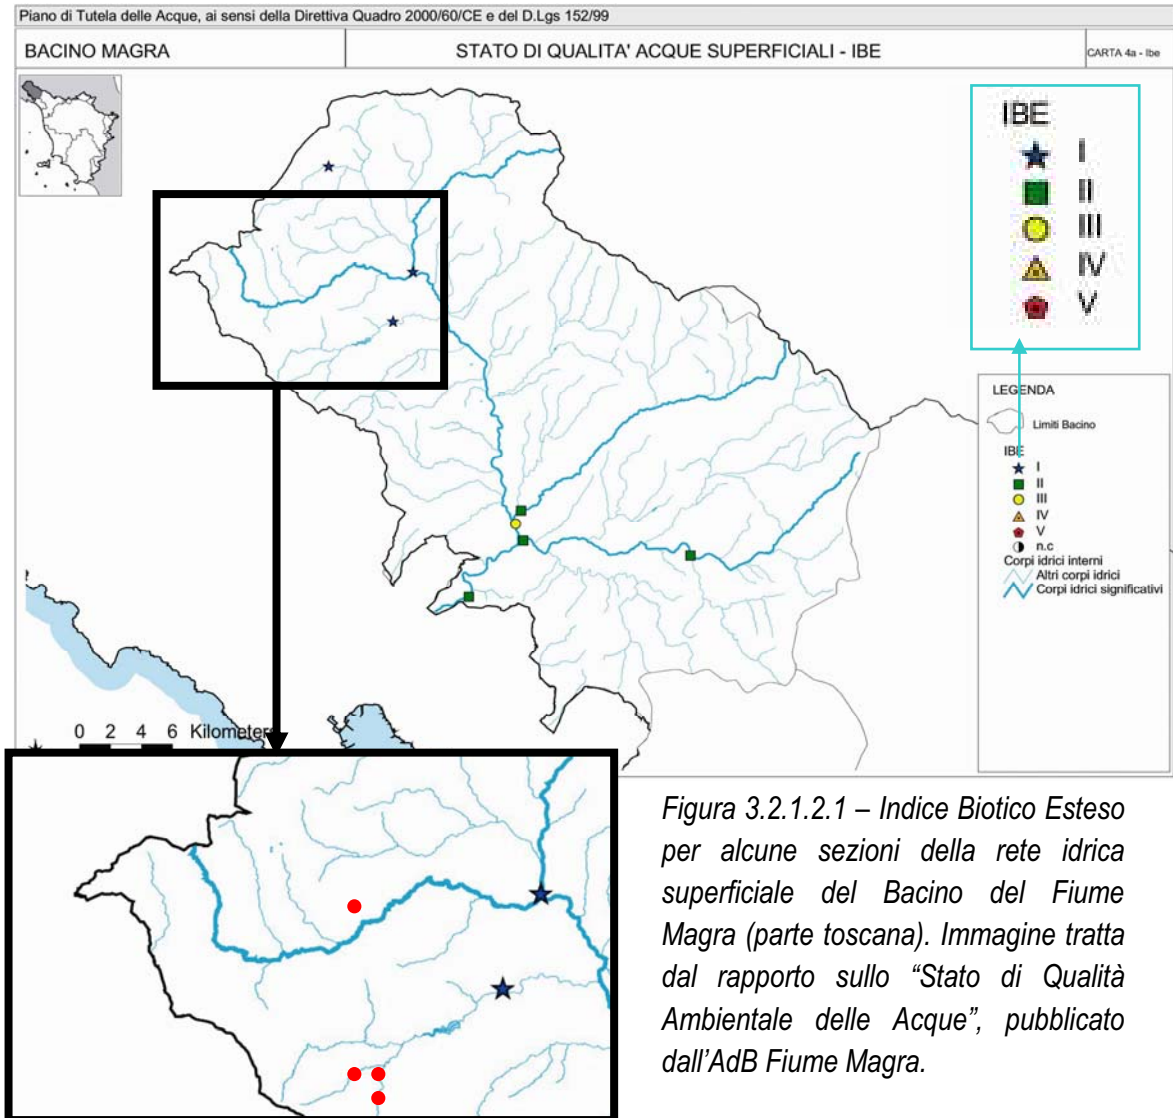 Piano di Tutela delle Acque, ai sensi della Direttiva Quadro 2000/60/CE e del D.Lgs 152/99
BACINO MAGRA
STATO DI QUALITA' ACQUE SUPERFICIALI - IBE
CARTA 4a - Ibe
IBE
I
II
III
IV
V
LEGENDA
Limiti Bacino
IBE
I
II
III
IV
V
n.c
Corpi idrici interni
Altri corpi idrici
Corpi idrici significativi
0 2 4 6 Kilometers
Figura 3.2.1.2.1 – Indice Biotico Esteso
per alcune sezioni della rete idrica
superficiale del Bacino del Fiume
Magra (parte toscana). Immagine tratta
dal rapporto sullo “Stato di Qualità
Ambientale delle Acque”, pubblicato
dall’AdB Fiume Magra.